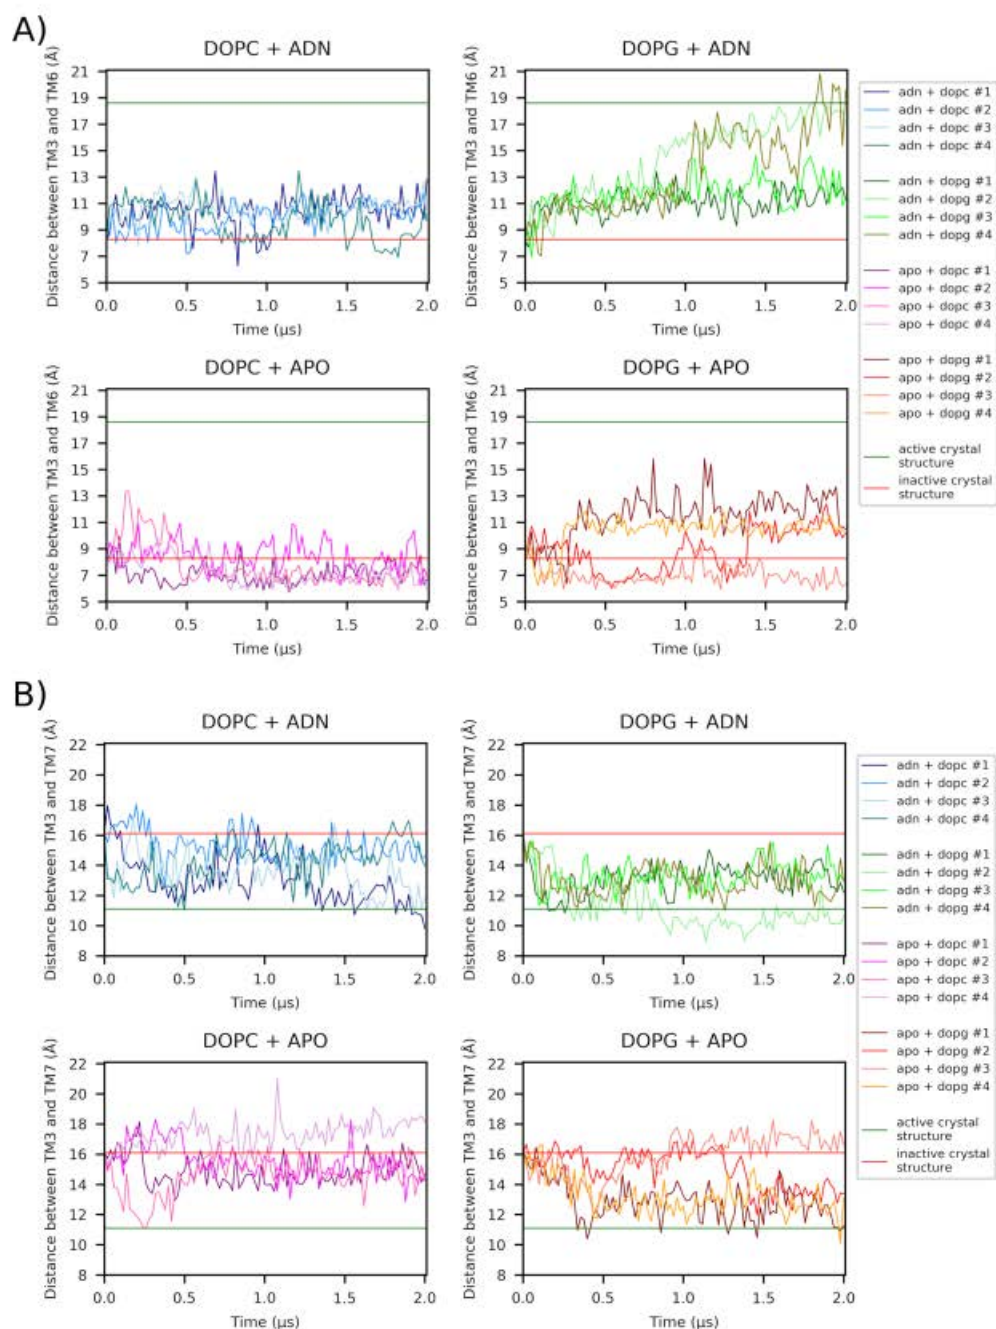 A)
DOPC + ADN
DOPG + ADN
Distance between TM3 and TM6 (Å)
21
19
17
15
13
11
9
7
5
0.0 0.5 1.0 1.5 2.0
Time (µs)
Distance between TM3 and TM6 (Å)
21
19
17
15
13
11
9
7
5
0.0 0.5 1.0 1.5 2.0
Time (µs)
adn + dopc #1
adn + dopc #2
adn + dopc #3
adn + dopc #4
adn + dopg #1
adn + dopg #2
adn + dopg #3
adn + dopg #4
apo + dopc #1
apo + dopc #2
apo + dopc #3
apo + dopc #4
apo + dopg #1
apo + dopg #2
apo + dopg #3
apo + dopg #4
active crystal
structure
inactive crystal
structure
DOPC + APO
DOPG + APO
Distance between TM3 and TM6 (Å)
21
19
17
15
13
11
9
7
5
0.0 0.5 1.0 1.5 2.0
Time (µs)
Distance between TM3 and TM6 (Å)
21
19
17
15
13
11
9
7
5
0.0 0.5 1.0 1.5 2.0
Time (µs)
B)
DOPC + ADN
DOPG + ADN
Distance between TM3 and TM7 (Å)
22
20
18
16
14
12
10
8
0.0 0.5 1.0 1.5 2.0
Time (µs)
Distance between TM3 and TM7 (Å)
22
20
18
16
14
12
10
8
0.0 0.5 1.0 1.5 2.0
Time (µs)
adn + dopc #1
adn + dopc #2
adn + dopc #3
adn + dopc #4
adn + dopg #1
adn + dopg #2
adn + dopg #3
adn + dopg #4
apo + dopc #1
apo + dopc #2
apo + dopc #3
apo + dopc #4
apo + dopg #1
apo + dopg #2
apo + dopg #3
apo + dopg #4
active crystal
structure
inactive crystal
structure
DOPC + APO
DOPG + APO
Distance between TM3 and TM7 (Å)
22
20
18
16
14
12
10
8
0.0 0.5 1.0 1.5 2.0
Time (µs)
Distance between TM3 and TM7 (Å)
22
20
18
16
14
12
10
8
0.0 0.5 1.0 1.5 2.0
Time (µs)